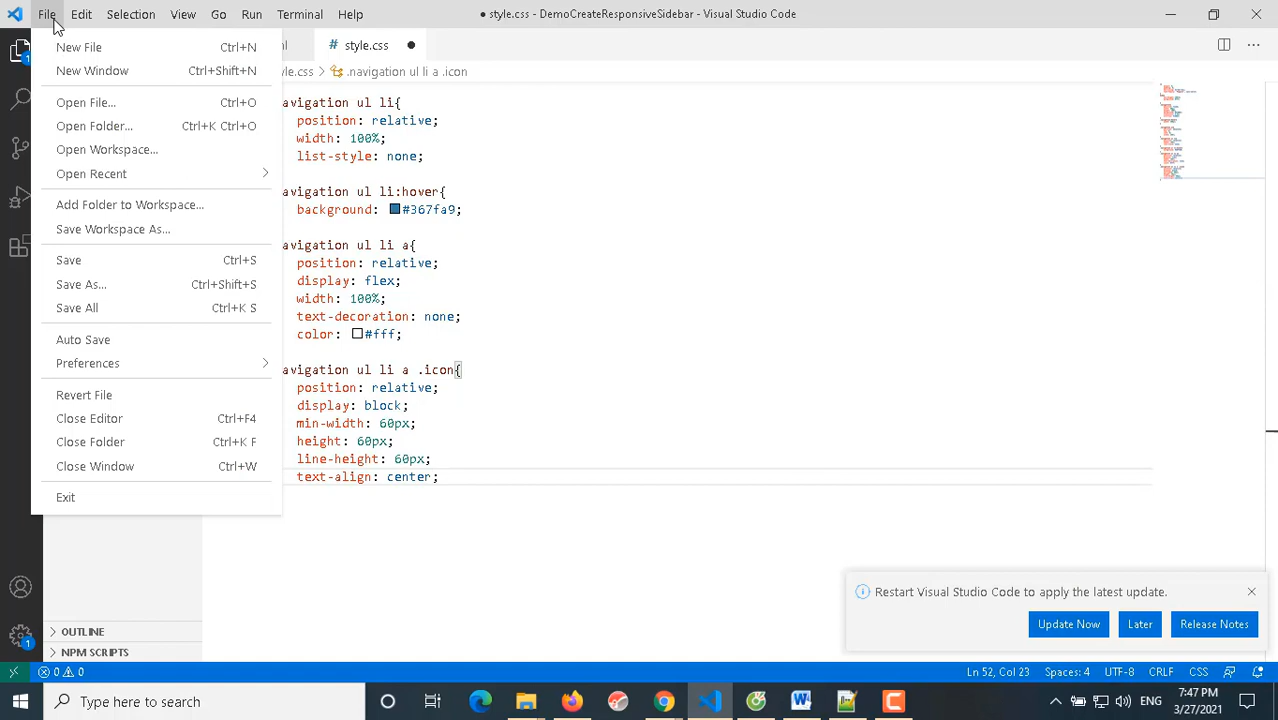 File Edit Selection View Go Run Terminal Help ● style.css - DemoCreateResponsiveSidebar - Visual Studio Code
# style.css ●
.navigation ul li a .icon
New File Ctrl+N
New Window Ctrl+Shift+N
Open File... Ctrl+O
Open Folder... Ctrl+K Ctrl+O
Open Workspace...
Open Recent
Add Folder to Workspace...
Save Workspace As...
Save Ctrl+S
Save As... Ctrl+Shift+S
Save All Ctrl+K S
Auto Save
Preferences
Revert File
Close Editor Ctrl+F4
Close Folder Ctrl+K F
Close Window Ctrl+W
Exit
avigation ul li{
position: relative;
width: 100%;
list-style: none;
avigation ul li:hover{
background: #367fa9;
avigation ul li a{
position: relative;
display: flex;
width: 100%;
text-decoration: none;
color: #fff;
avigation ul li a .icon{
position: relative;
display: block;
min-width: 60px;
height: 60px;
line-height: 60px;
text-align: center;
OUTLINE
NPM SCRIPTS
Restart Visual Studio Code to apply the latest update.
Update Now Later Release Notes
0 0 Ln 52, Col 23 Spaces: 4 UTF-8 CRLF CSS
Type here to search ENG 7:47 PM
3/27/2021